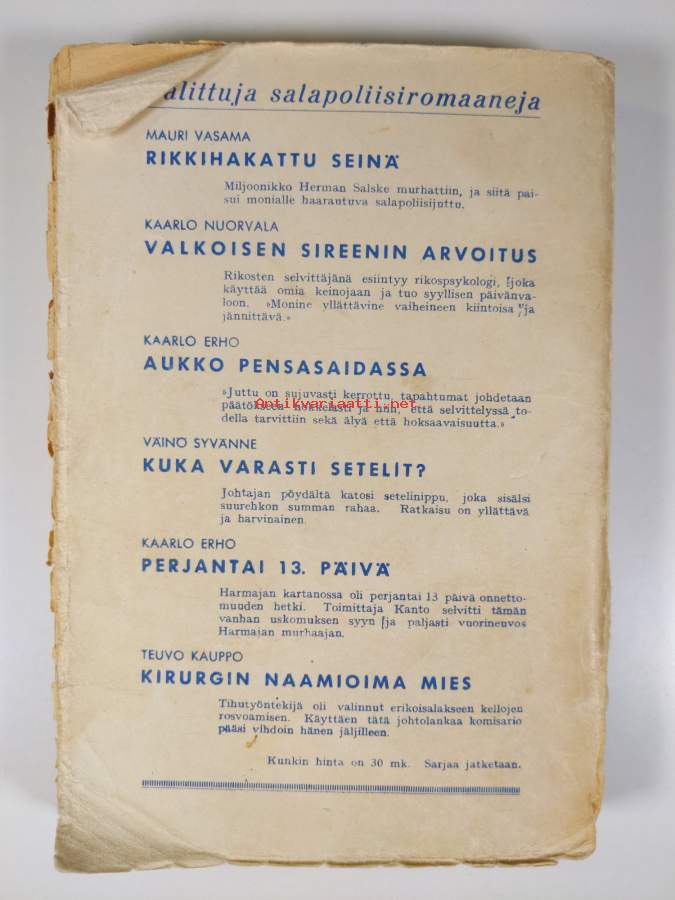 alittuja salapoliisiromaaneja
MAURI VASAMA
RIKKIHAKATTU SEINÄ
Miljoonikko Herman Salske murhattiin, ja siitä pai-
sui monialle haarautuva salapoliisijuttu.
KAARLO NUORVALA
VALKOISEN SIREENIN ARVOITUS
Rikosten selvittäjänä esiintyy rikospsykologi, joka
käyttää omia keinojaan ja tuo syyllisen päivänva-
loon. »Monine yllättävine vaiheineen kiintoisa ja
jännittävä.»
KAARLO ERHO
AUKKO PENSASAIDASSA
»Juttu on sujuvasti kerrottu, tapahtumat johdetaan
päätökseen ja niin, että selvittelyssä to-
della tarvittiin sekä älyä että hoksaavaisuutta.»
Antikvariaatti.net
VÄINÖ SYVÄNNE
KUKA VARASTI SETELIT?
Johtajan pöydältä katosi setelinippu, joka sisälsi
suurehkon summan rahaa. Ratkaisu on yllättävä
ja harvinainen.
KAARLO ERHO
PERJANTAI 13. PÄIVÄ
Harmajan kartanossa oli perjantai 13 päivä onnetto-
muuden hetki. Toimittaja Kanto selvitti tämän
vanhan uskomuksen syyn ja paljasti vuorineuvos
Harmajan murhaajan.
TEUVO KAUPPO
KIRURGIN NAAMIOIMA MIES
Tihutyöntekijä oli valinnut erikoisalakseen kellojen
rosvoamisen. Käyttäen tätä johtolankaa komisario
pääsi vihdoin hänen jäljilleen.
Kunkin hinta on 30 mk. Sarjaa jatketaan.